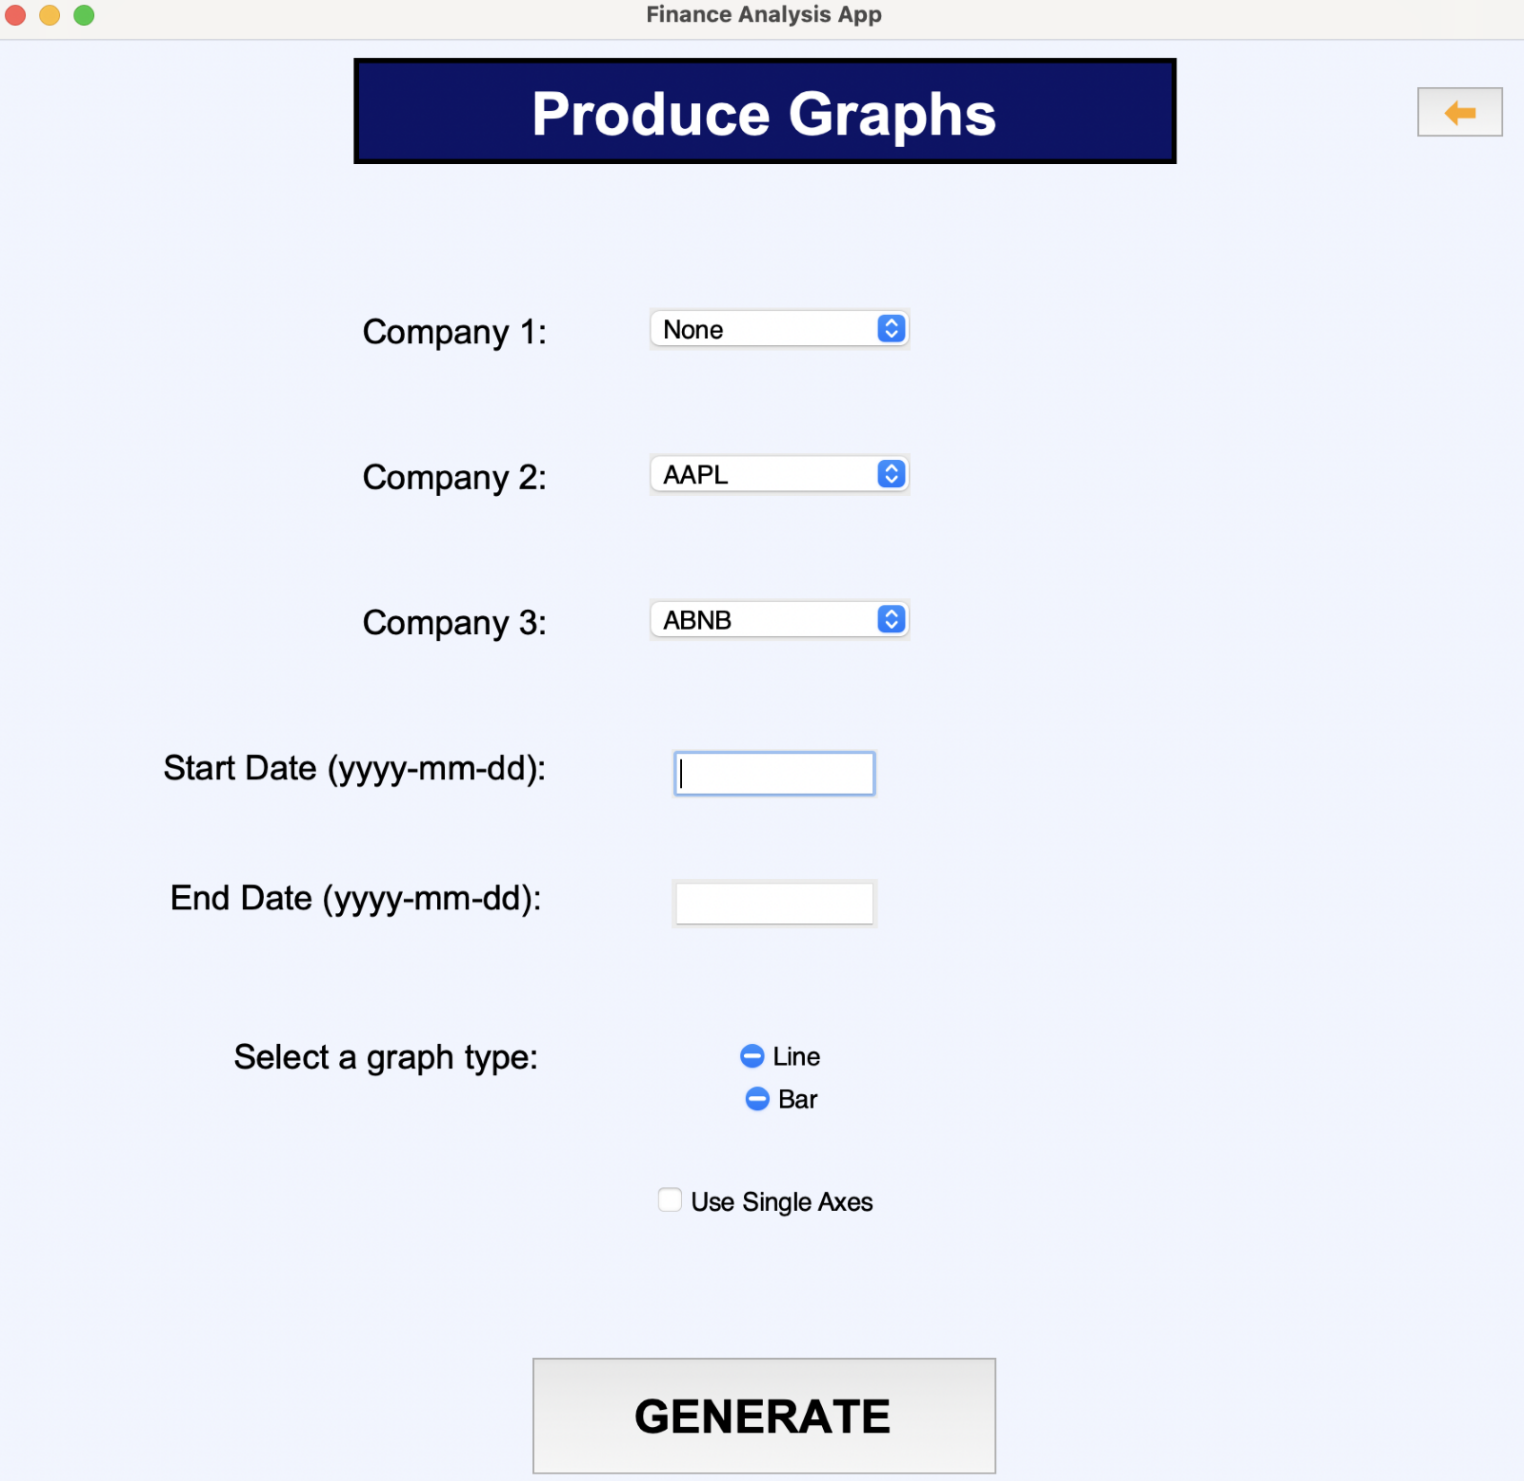 Finance Analysis App
Produce Graphs
Company 1: None
Company 2: AAPL
Company 3: ABNB
Start Date (yyyy-mm-dd):
End Date (yyyy-mm-dd):
Select a graph type: Line
Bar
Use Single Axes
GENERATE